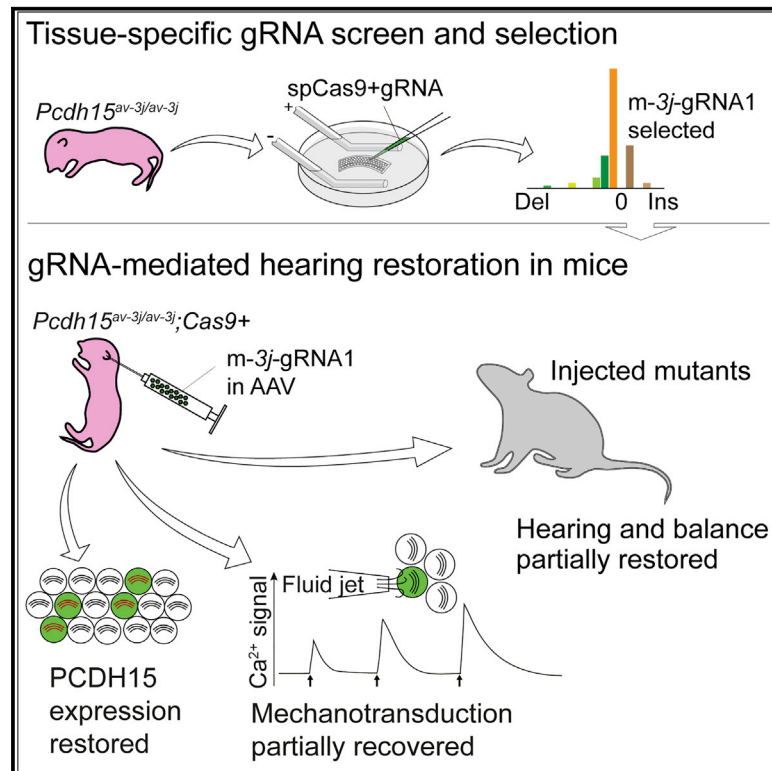 Tissue-specific gRNA screen and selection
Pcdh15av-3j/av-3j
spCas9+gRNA
+
-
m-3j-gRNA1
selected
Del 0 Ins
gRNA-mediated hearing restoration in mice
Pcdh15av-3j/av-3j;Cas9+
m-3j-gRNA1
in AAV
Injected mutants
Hearing and balance
partially restored
Fluid jet
Ca2+ signal
PCDH15
expression
restored
Mechanotransduction
partially recovered